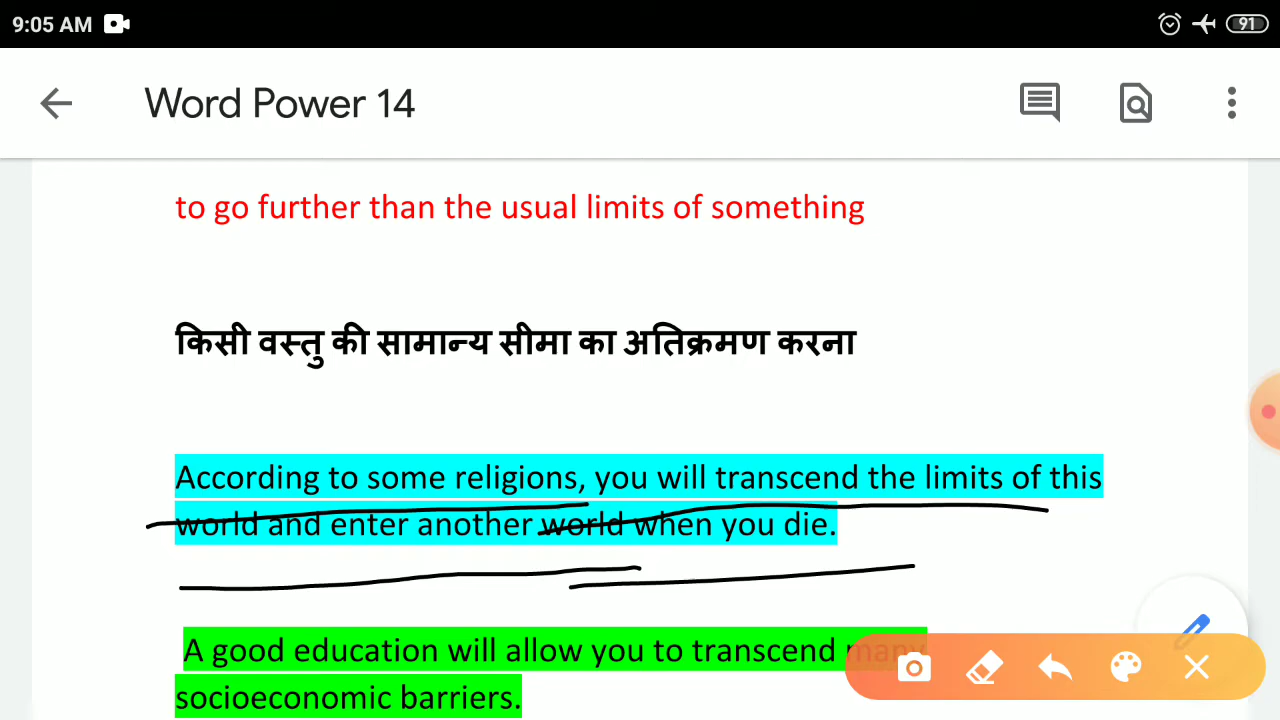 9:05 AM
91
Word Power 14
to go further than the usual limits of something
किसी वस्तु की सामान्य सीमा का अतिक्रमण करना
According to some religions, you will transcend the limits of this
world and enter another world when you die.
A good education will allow you to transcend many
socioeconomic barriers.